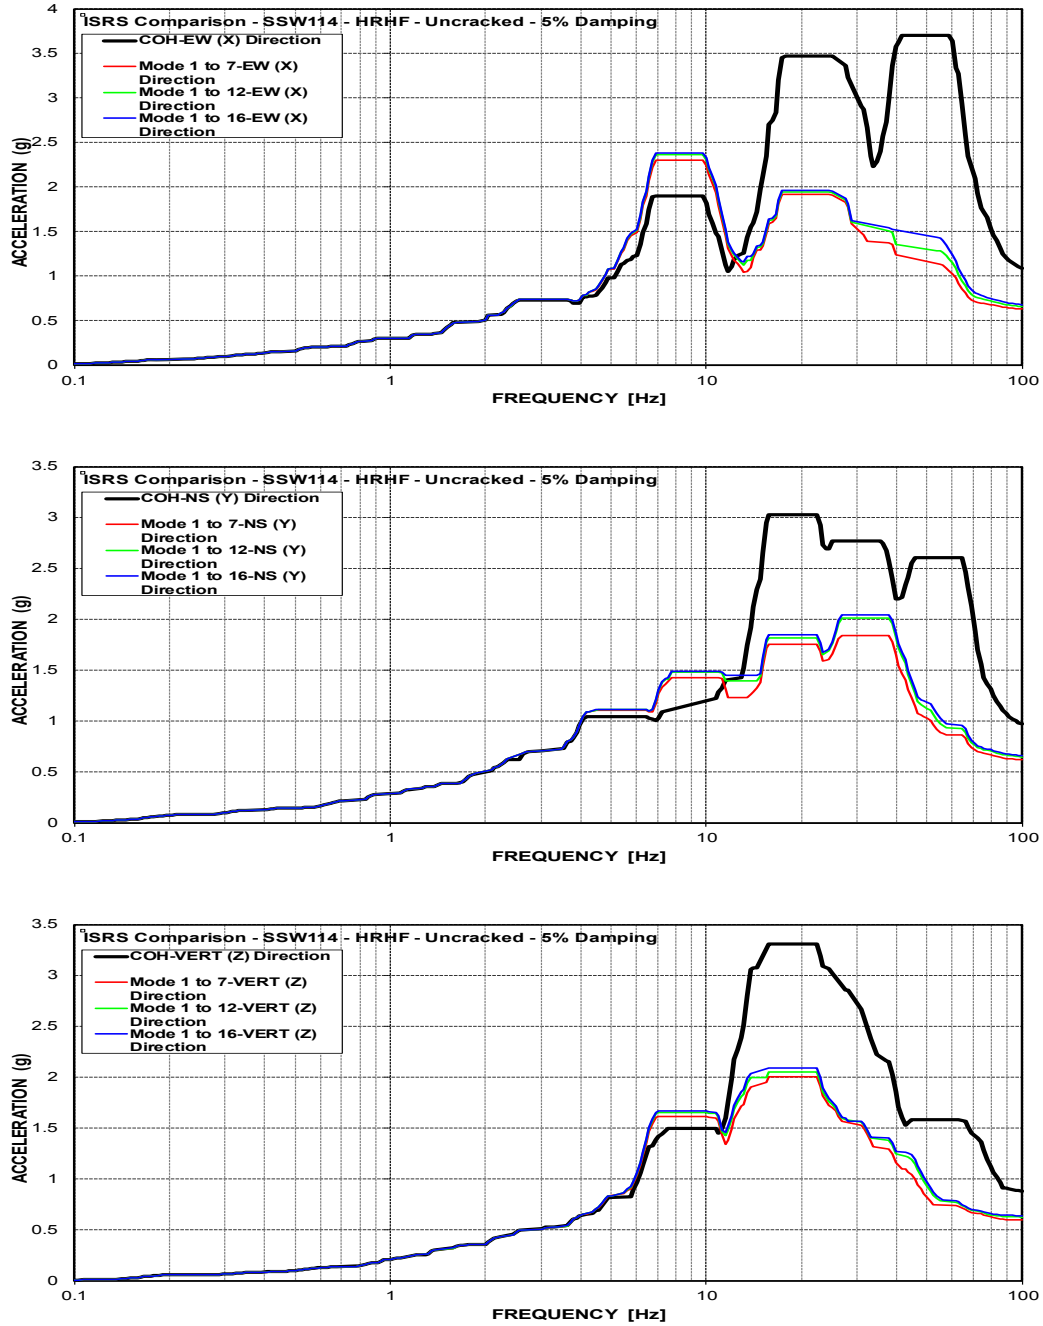 ISRS Comparison - SSW114 - HRHF - Uncracked - 5% Damping
COH-EW (X) Direction
Mode 1 to 7-EW (X)
Direction
Mode 1 to 12-EW (X)
Direction
Mode 1 to 16-EW (X)
Direction
ACCELERATION (g)
4
3.5
3
2.5
2
1.5
1
0.5
0
0.1
1
10
100
FREQUENCY [Hz]
ISRS Comparison - SSW114 - HRHF - Uncracked - 5% Damping
COH-NS (Y) Direction
Mode 1 to 7-NS (Y)
Direction
Mode 1 to 12-NS (Y)
Direction
Mode 1 to 16-NS (Y)
Direction
ACCELERATION (g)
3.5
3
2.5
2
1.5
1
0.5
0
0.1
1
10
100
FREQUENCY [Hz]
ISRS Comparison - SSW114 - HRHF - Uncracked - 5% Damping
COH-VERT (Z) Direction
Mode 1 to 7-VERT (Z)
Direction
Mode 1 to 12-VERT (Z)
Direction
Mode 1 to 16-VERT (Z)
Direction
ACCELERATION (g)
3.5
3
2.5
2
1.5
1
0.5
0
0.1
1
10
100
FREQUENCY [Hz]